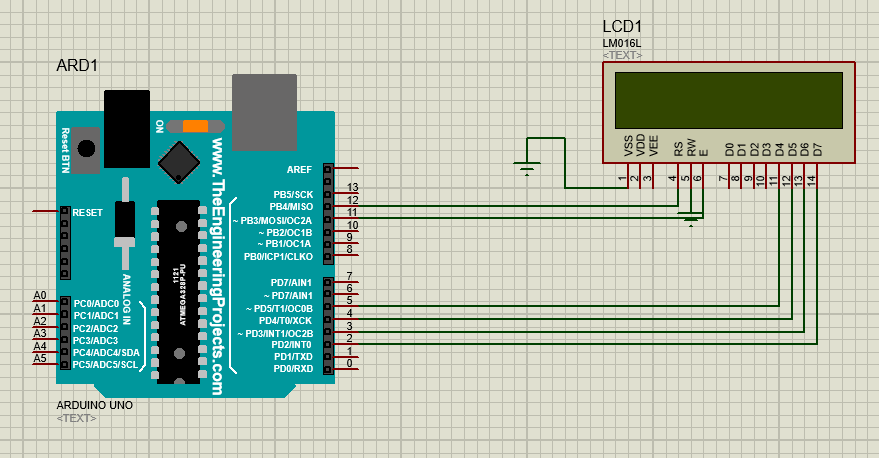 LCD1
LM016L
<TEXT>
VSS
VDD
VEE
RS
RW
E
D0
D1
D2
D3
D4
D5
D6
D7
1
2
3
4
5
6
7
8
9
10
11
12
13
14
ARD1
Reset BTN
ON
www.TheEngineeringProjects.com
1121
ATMEGA328P-PU
ANALOG IN
RESET
AREF
PB5/SCK 13
PB4/MISO 12
~ PB3/MOSI/OC2A 11
~ PB2/OC1B 10
~ PB1/OC1A 9
PB0/ICP1/CLKO 8
PD7/AIN1 7
~ PD7/AIN1 6
~ PD5/T1/OC0B 5
PD4/T0/XCK 4
~ PD3/INT1/OC2B 3
PD2/INT0 2
PD1/TXD 1
PD0/RXD 0
A0 PC0/ADC0
A1 PC1/ADC1
A2 PC2/ADC2
A3 PC3/ADC3
A4 PC4/ADC4/SDA
A5 PC5/ADC5/SCL
ARDUINO UNO
<TEXT>